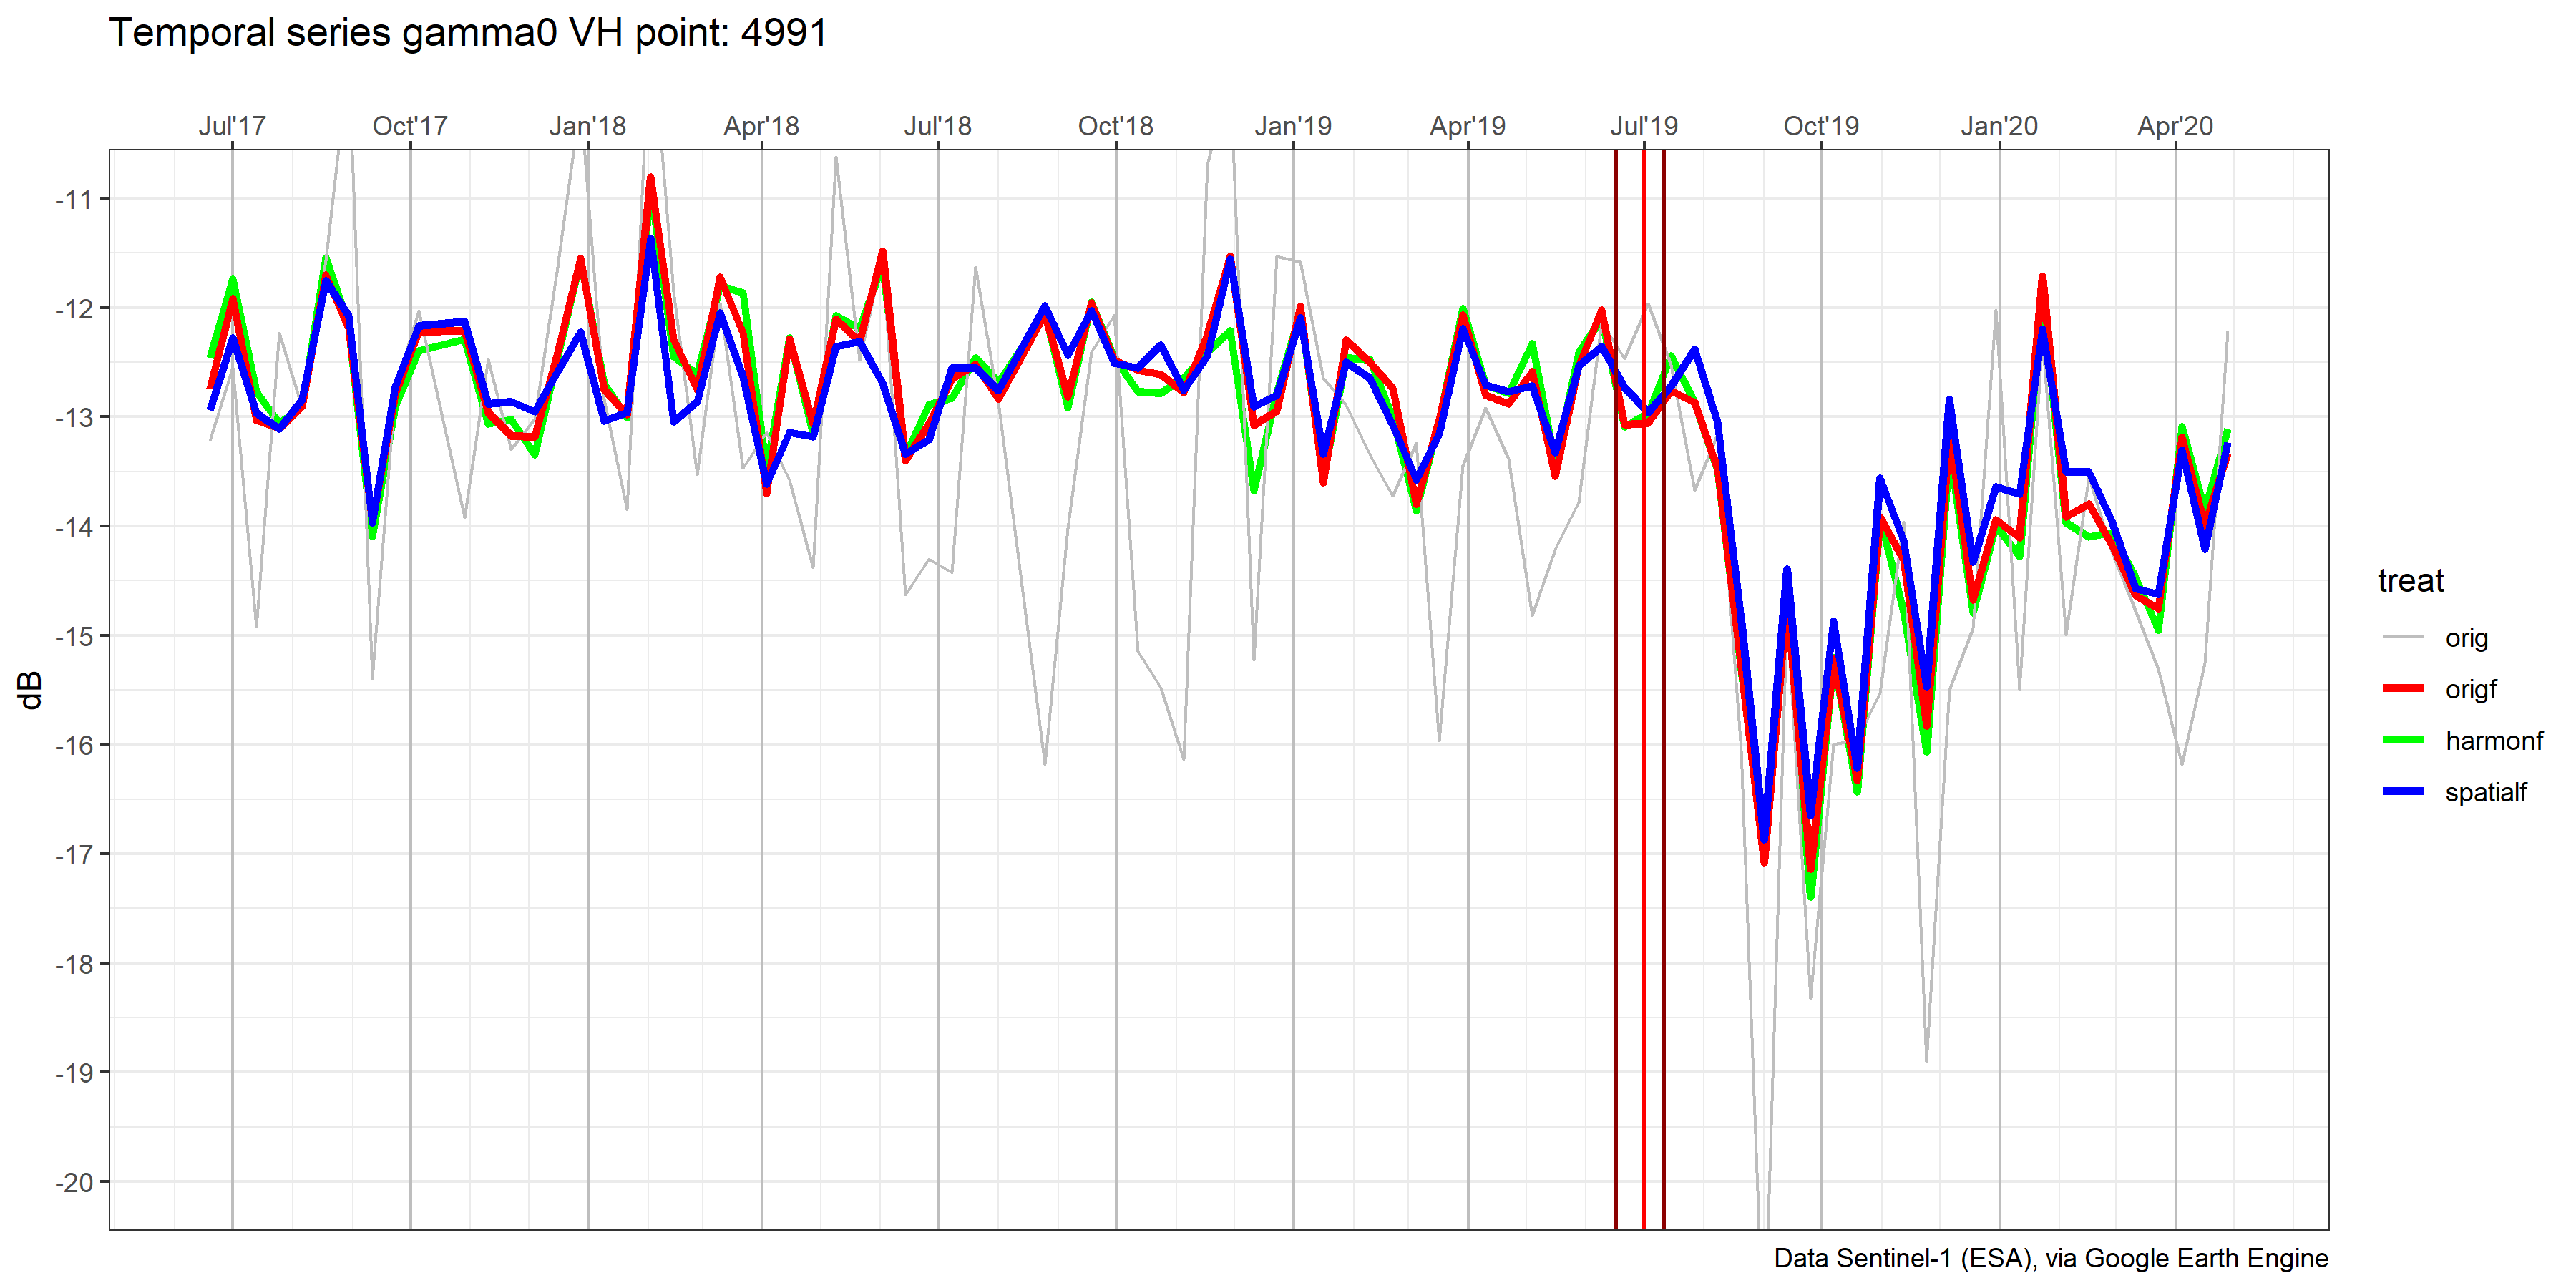 Temporal series gamma0 VH point: 4991
Jul'17 Oct'17 Jan'18 Apr'18 Jul'18 Oct'18 Jan'19 Apr'19 Jul'19 Oct'19 Jan'20 Apr'20
-11
-12
-13
-14
-15
-16
-17
-18
-19
-20
dB
treat
orig
origf
harmonf
spatialf
Data Sentinel-1 (ESA), via Google Earth Engine